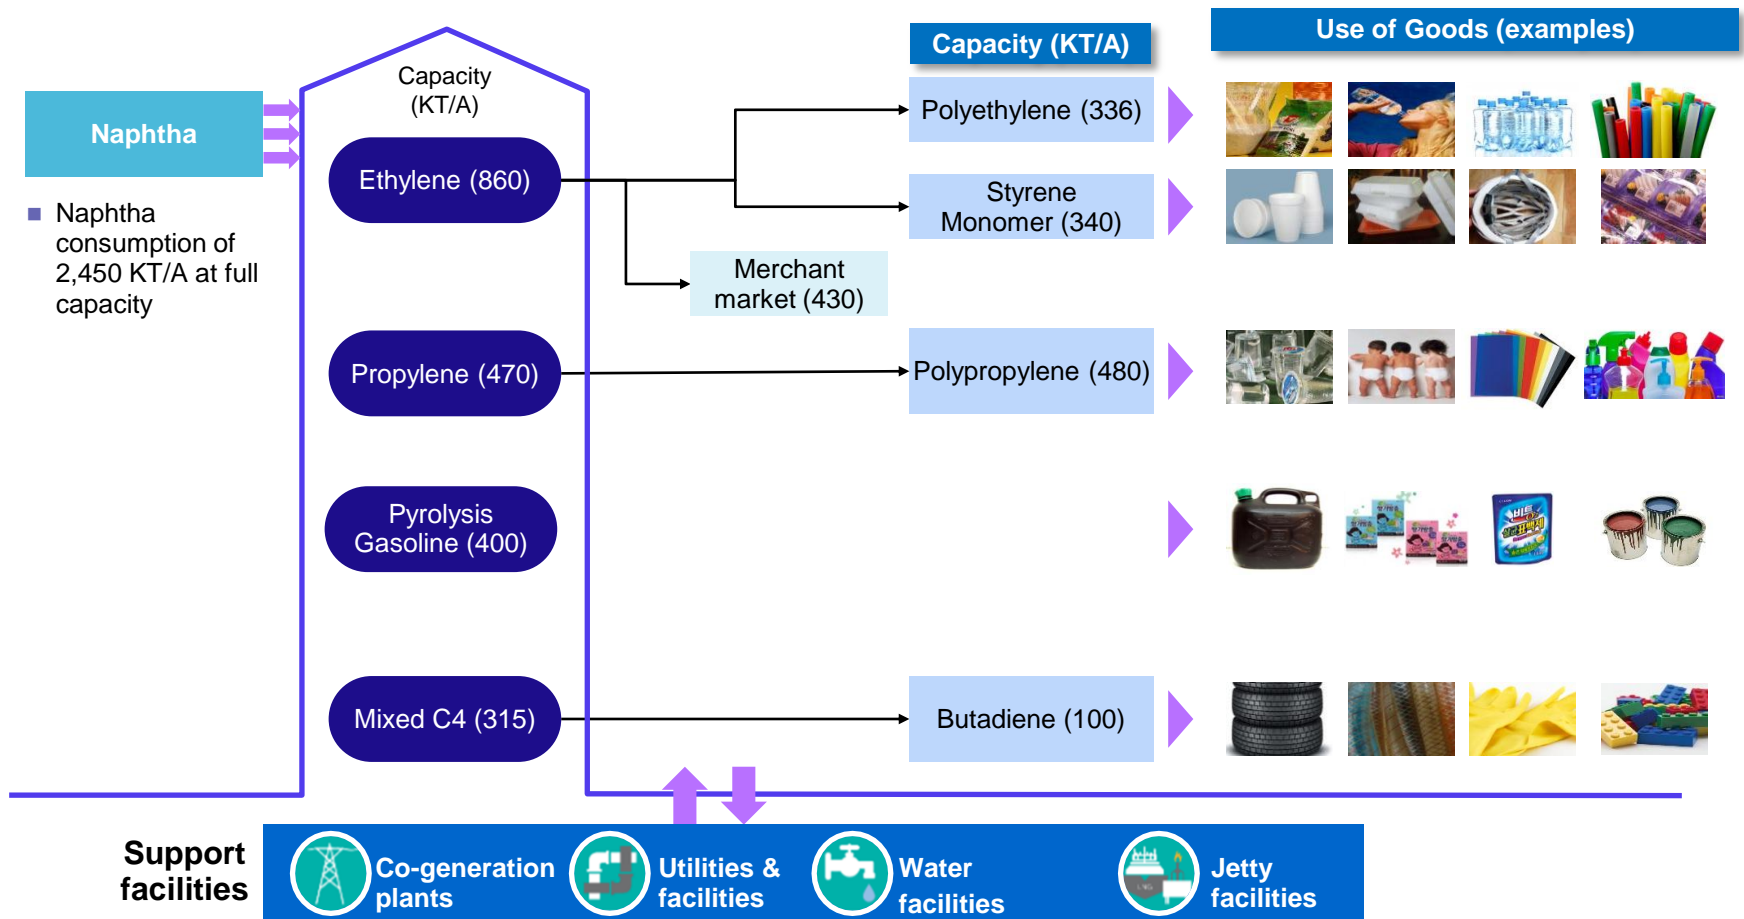 Capacity (KT/A)
Use of Goods (examples)
Capacity
(KT/A)
Naphtha
Polyethylene (336)
Ethylene (860)
Styrene
Monomer (340)
■ Naphtha
consumption of
2,450 KT/A at full
capacity
Merchant
market (430)
Propylene (470)
Polypropylene (480)
Pyrolysis
Gasoline (400)
Mixed C4 (315)
Butadiene (100)
Support
facilities
Co-generation
plants
Utilities &
facilities
Water
facilities
Jetty
facilities
LNG